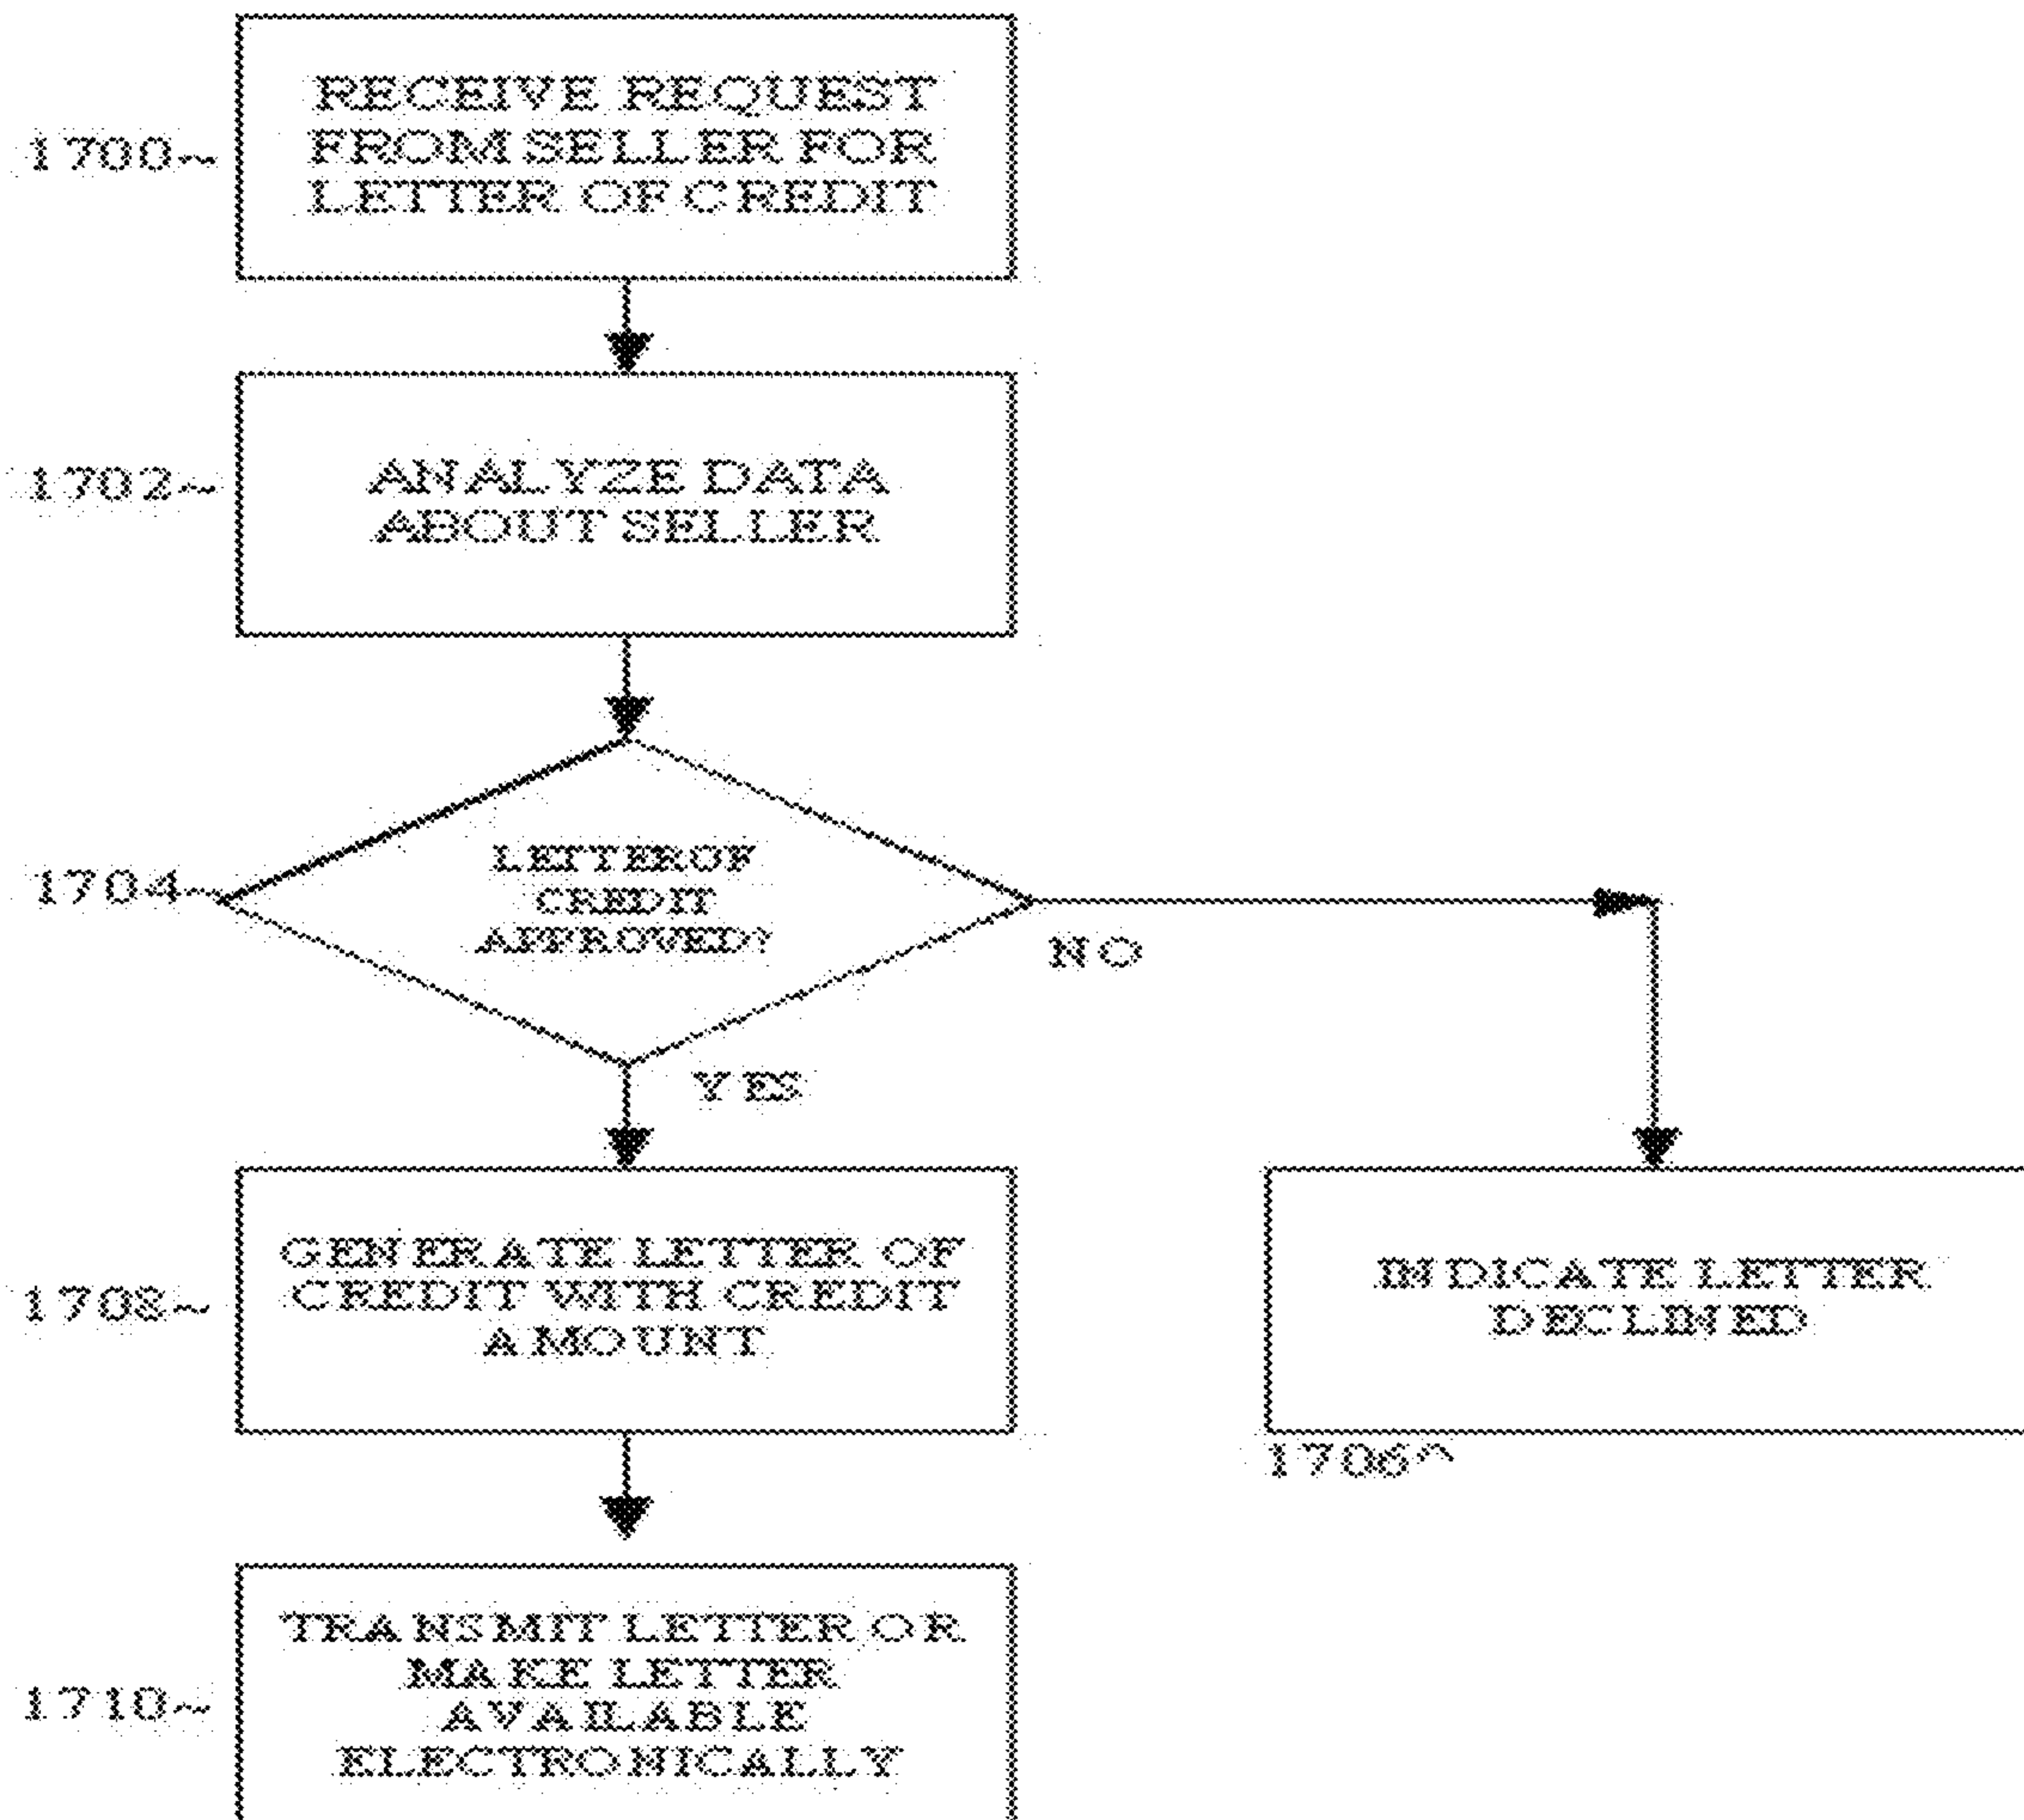 1700~
RECEIVE REQUEST
FROM SELLER FOR
LETTER OF CREDIT
1702~
ANALYZE DATA
ABOUT SELLER
1704~
LETTER OF
CREDIT
APPROVED?
NO
YES
1708~
GENERATE LETTER OF
CREDIT WITH CREDIT
AMOUNT
INDICATE LETTER
DECLINED
1706^
1710~
TRANSMIT LETTER OR
MAKE LETTER
AVAILABLE
ELECTRONICALLY